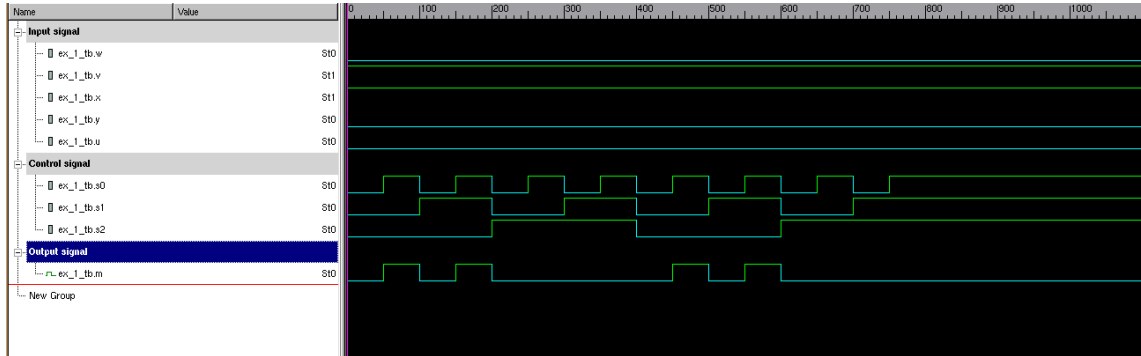 Name Value 0 100 200 300 400 500 600 700 800 900 1000
Input signal
ex_1_tb.w St0
ex_1_tb.v St1
ex_1_tb.x St1
ex_1_tb.y St0
ex_1_tb.u St0
Control signal
ex_1_tb.s0 St0
ex_1_tb.s1 St0
ex_1_tb.s2 St0
Output signal
ex_1_tb.m St0
New Group